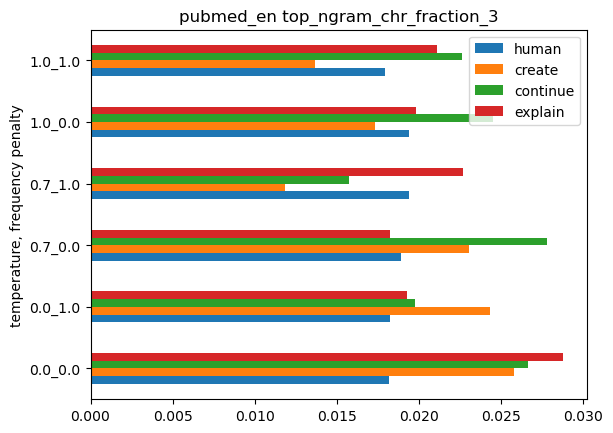 pubmed_en top_ngram_chr_fraction_3
human
create
continue
explain
temperature, frequency penalty
1.0_1.0
1.0_0.0
0.7_1.0
0.7_0.0
0.0_1.0
0.0_0.0
0.000 0.005 0.010 0.015 0.020 0.025 0.030